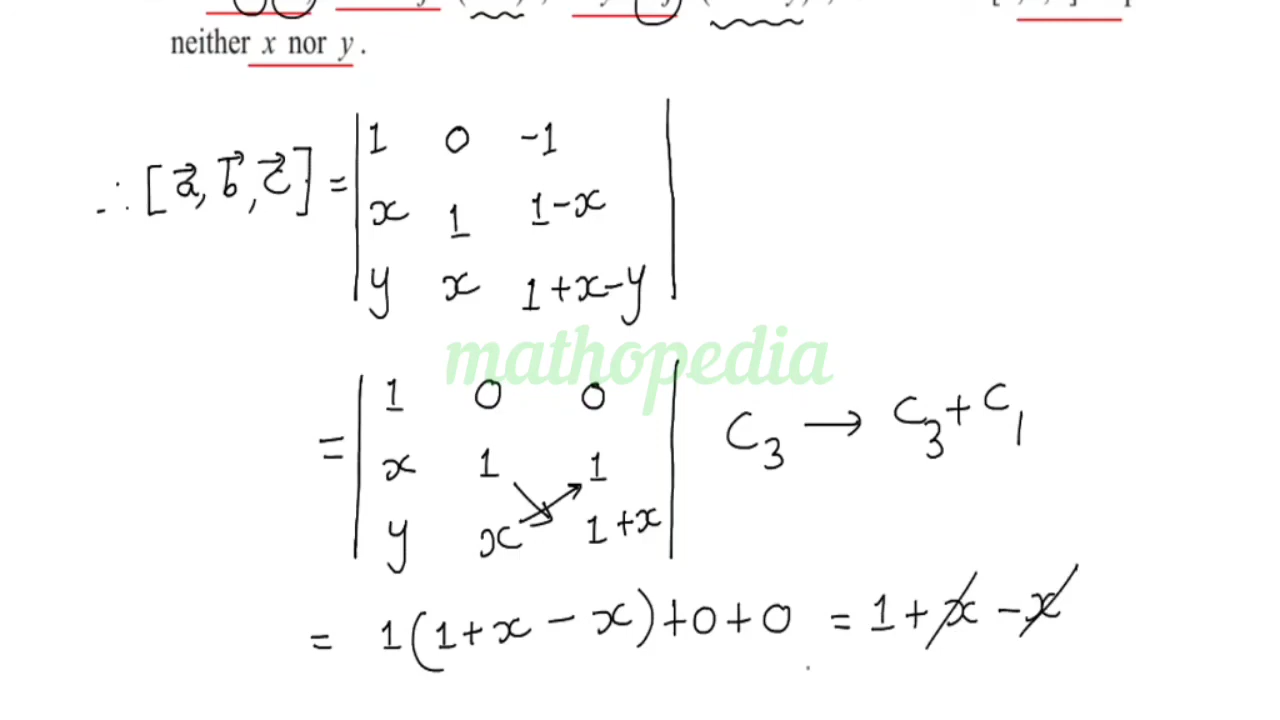 neither x nor y .
∴ [a⃗, b⃗, c⃗] = | 1 0 -1 |
| x 1 1-x |
| y x 1+x-y |
mathopedia
= | 1 0 0 | C₃ → C₃ + C₁
| x 1 1 |
| y x 1+x |
= 1(1+x - x)+0+0 = 1+x -x